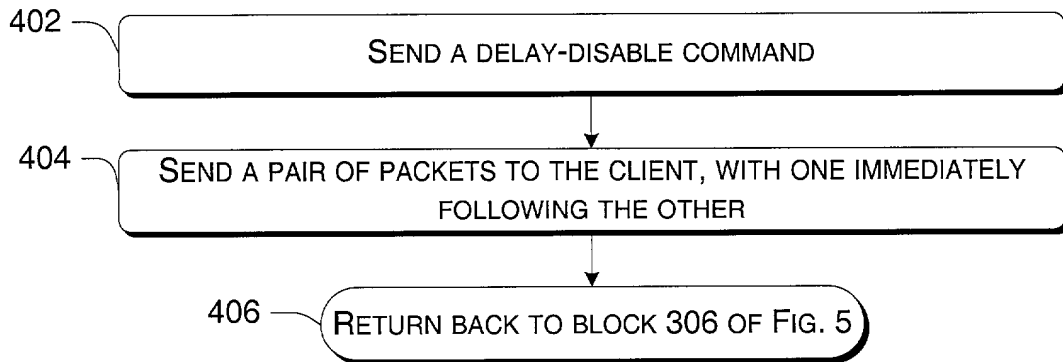 402
SEND A DELAY-DISABLE COMMAND
404
SEND A PAIR OF PACKETS TO THE CLIENT, WITH ONE IMMEDIATELY
FOLLOWING THE OTHER
406
RETURN BACK TO BLOCK 306 OF FIG. 5